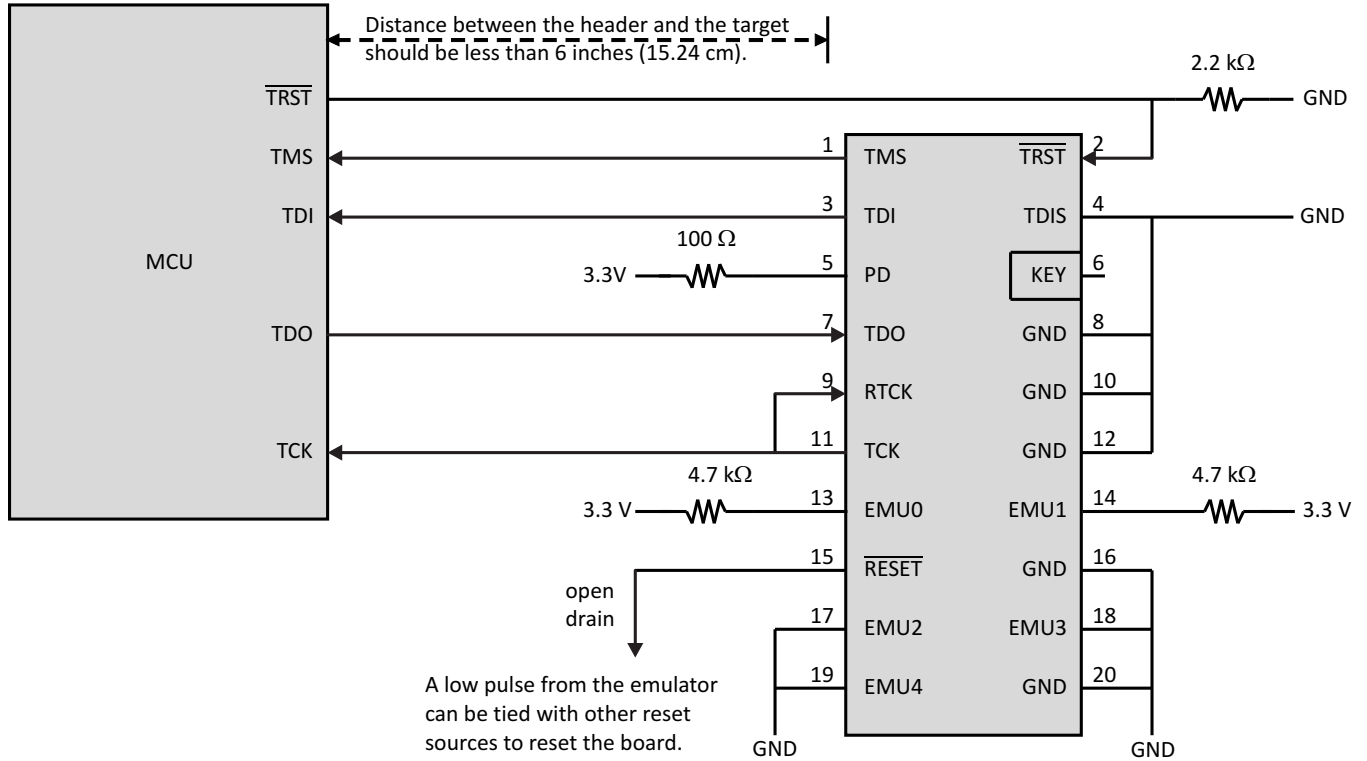 Distance between the header and the target
should be less than 6 inches (15.24 cm).
2.2 kΩ
TRST
GND
1
TMS
TRST
2
TMS
3
TDI
TDIS
4
GND
TDI
100 Ω
MCU
3.3V
5
PD
KEY
6
TDO
7
TDO
GND
8
9
RTCK
GND
10
TCK
11
TCK
GND
12
4.7 kΩ
4.7 kΩ
3.3 V
13
EMU0
EMU1
14
3.3 V
15
RESET
GND
16
open
drain
17
EMU2
EMU3
18
19
EMU4
GND
20
A low pulse from the emulator
can be tied with other reset
sources to reset the board.
GND
GND